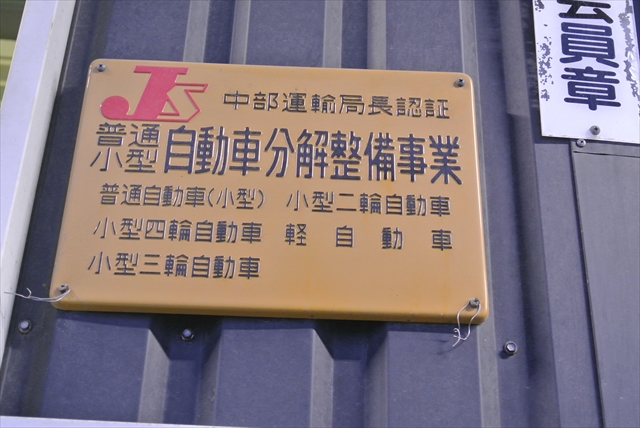 JS 中部運輸局長認証
普通
小型 自動車分解整備事業
普通自動車(小型) 小型二輪自動車
小型四輪自動車 軽自動車
小型三輪自動車
会員章